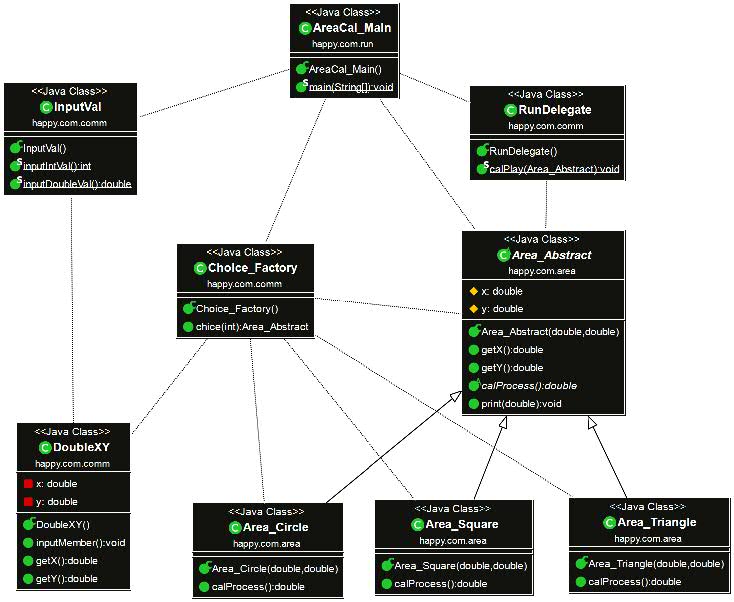 <<Java Class>>
AreaCal_Main
happy.com.run
AreaCal_Main()
main(String[]):void
<<Java Class>>
InputVal
happy.com.comm
InputVal()
inputIntVal():int
inputDoubleVal():double
<<Java Class>>
RunDelegate
happy.com.comm
RunDelegate()
calPlay(Area_Abstract):void
<<Java Class>>
Choice_Factory
happy.com.comm
Choice_Factory()
chice(int):Area_Abstract
<<Java Class>>
Area_Abstract
happy.com.area
x: double
y: double
Area_Abstract(double,double)
getX():double
getY():double
calProcess():double
print(double):void
<<Java Class>>
DoubleXY
happy.com.comm
x: double
y: double
DoubleXY()
inputMember():void
getX():double
getY():double
<<Java Class>>
Area_Circle
happy.com.area
Area_Circle(double,double)
calProcess():double
<<Java Class>>
Area_Square
happy.com.area
Area_Square(double,double)
calProcess():double
<<Java Class>>
Area_Triangle
happy.com.area
Area_Triangle(double,double)
calProcess():double